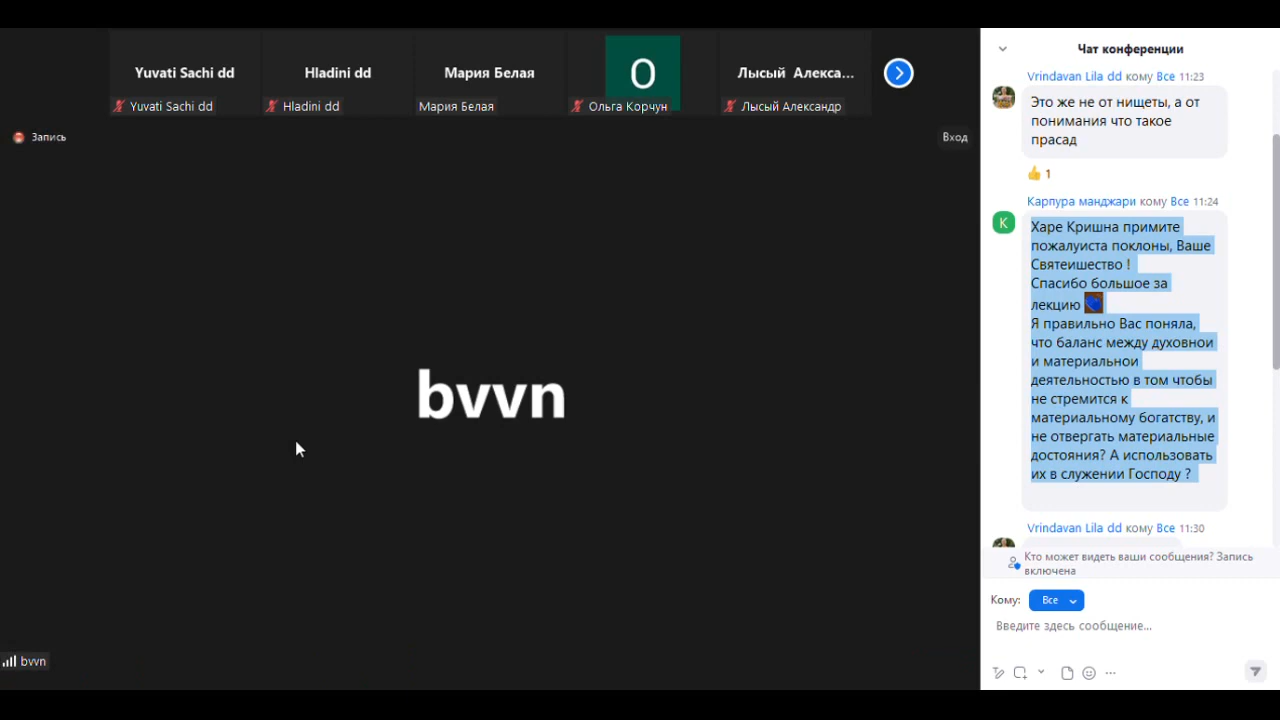 Yuvati Sachi dd
Hladini dd
Мария Белая
O
Лысый Алекса...
Yuvati Sachi dd
Hladini dd
Мария Белая
Ольга Корчун
Лысый Александр
Запись
Вход
bvvn
bvvn
Чат конференции
Vrindavan Lila dd кому Все 11:23
Это же не от нищеты, а от
понимания что такое
прасад
👍 1
Карпура манджари кому Все 11:24
К
Харе Кришна примите
пожалуиста поклоны, Ваше
Святеишество !
Спасибо большое за
лекцию
Я правильно Вас поняла,
что баланс между духовнои
и материальнои
деятельностью в том чтобы
не стремится к
материальному богатству, и
не отвергать материальные
достояния? А использовать
их в служении Господу ?
Vrindavan Lila dd кому Все 11:30
Кто может видеть ваши сообщения? Запись
включена
Кому: Все
Введите здесь сообщение...